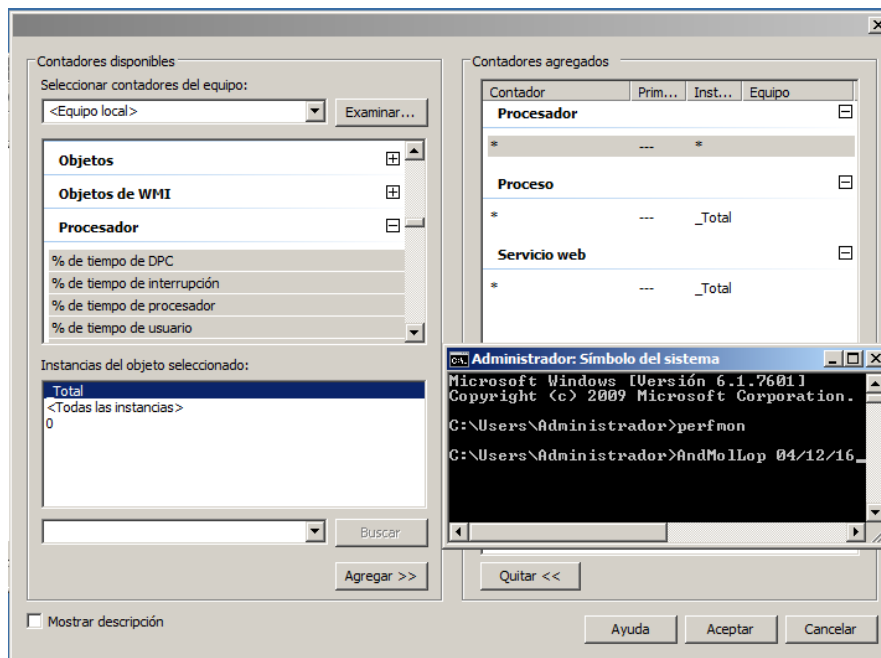 Contadores disponibles
Seleccionar contadores del equipo:
<Equipo local>
Examinar...
Objetos
Objetos de WMI
Procesador
% de tiempo de DPC
% de tiempo de interrupción
% de tiempo de procesador
% de tiempo de usuario
Instancias del objeto seleccionado:
_Total
<Todas las instancias>
0
Buscar
Agregar >>
Mostrar descripción
Contadores agregados
Contador Prim... Inst... Equipo
Procesador
* --- *
Proceso
* --- _Total
Servicio web
* --- _Total
Administrador: Símbolo del sistema
Microsoft Windows [Versión 6.1.7601]
Copyright (c) 2009 Microsoft Corporation.
C:\Users\Administrador>perfmon
C:\Users\Administrador>AndMolLop 04/12/16_
Quitar <<
Ayuda
Aceptar
Cancelar